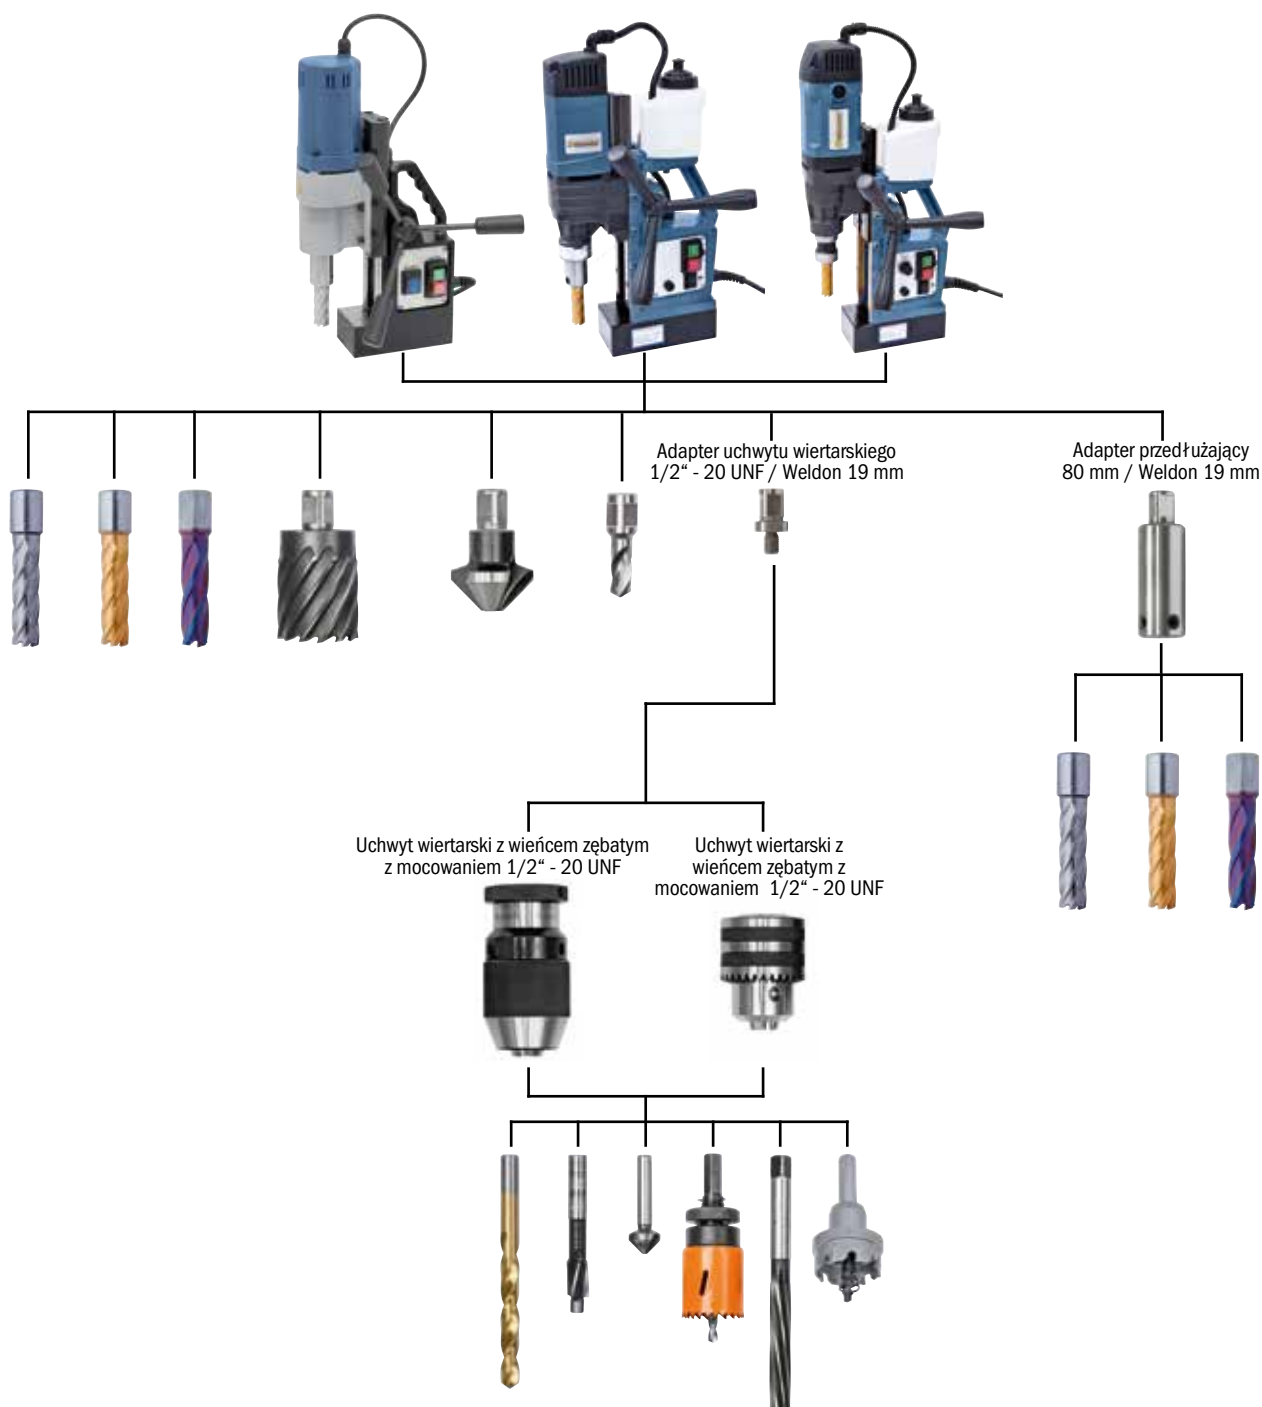 Adapter uchwytu wiertarskiego
1/2“ - 20 UNF / Weldon 19 mm
Adapter przedłużający
80 mm / Weldon 19 mm
Uchwyt wiertarski z wieńcem zębatym
z mocowaniem 1/2“ - 20 UNF
Uchwyt wiertarski z
wieńcem zębatym z
mocowaniem 1/2“ - 20 UNF